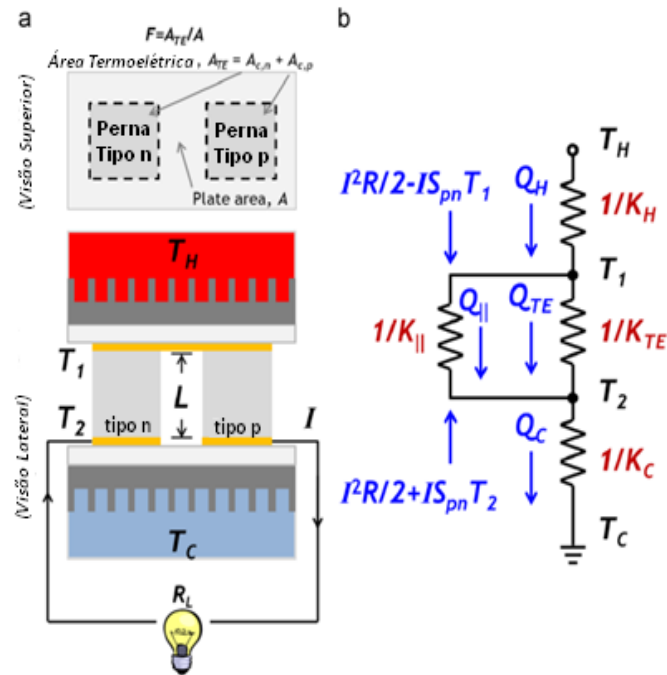 a
F=A_TE/A
Área Termoelétrica, A_TE = A_c,n + A_c,p
(Visão Superior)
Perna
Tipo n
Perna
Tipo p
Plate area, A
(Visão Lateral)
T_H
T_1
L
T_2
tipo n
tipo p
I
T_C
R_L
b
T_H
I²R/2-IS_pnT_1
Q_H
1/K_H
T_1
Q_||
Q_TE
1/K_||
1/K_TE
T_2
Q_C
1/K_C
I²R/2+IS_pnT_2
T_C